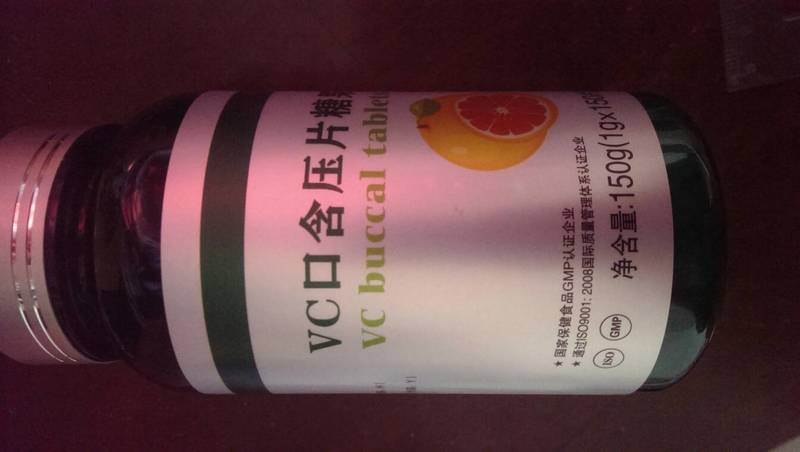 VC口含压片糖果
VC buccal tablet
★ 国家保健食品GMP认证企业
★ 通过ISO9001: 2008国际质量管理体系认证企业
ISO GMP
净含量:150g(1g×150